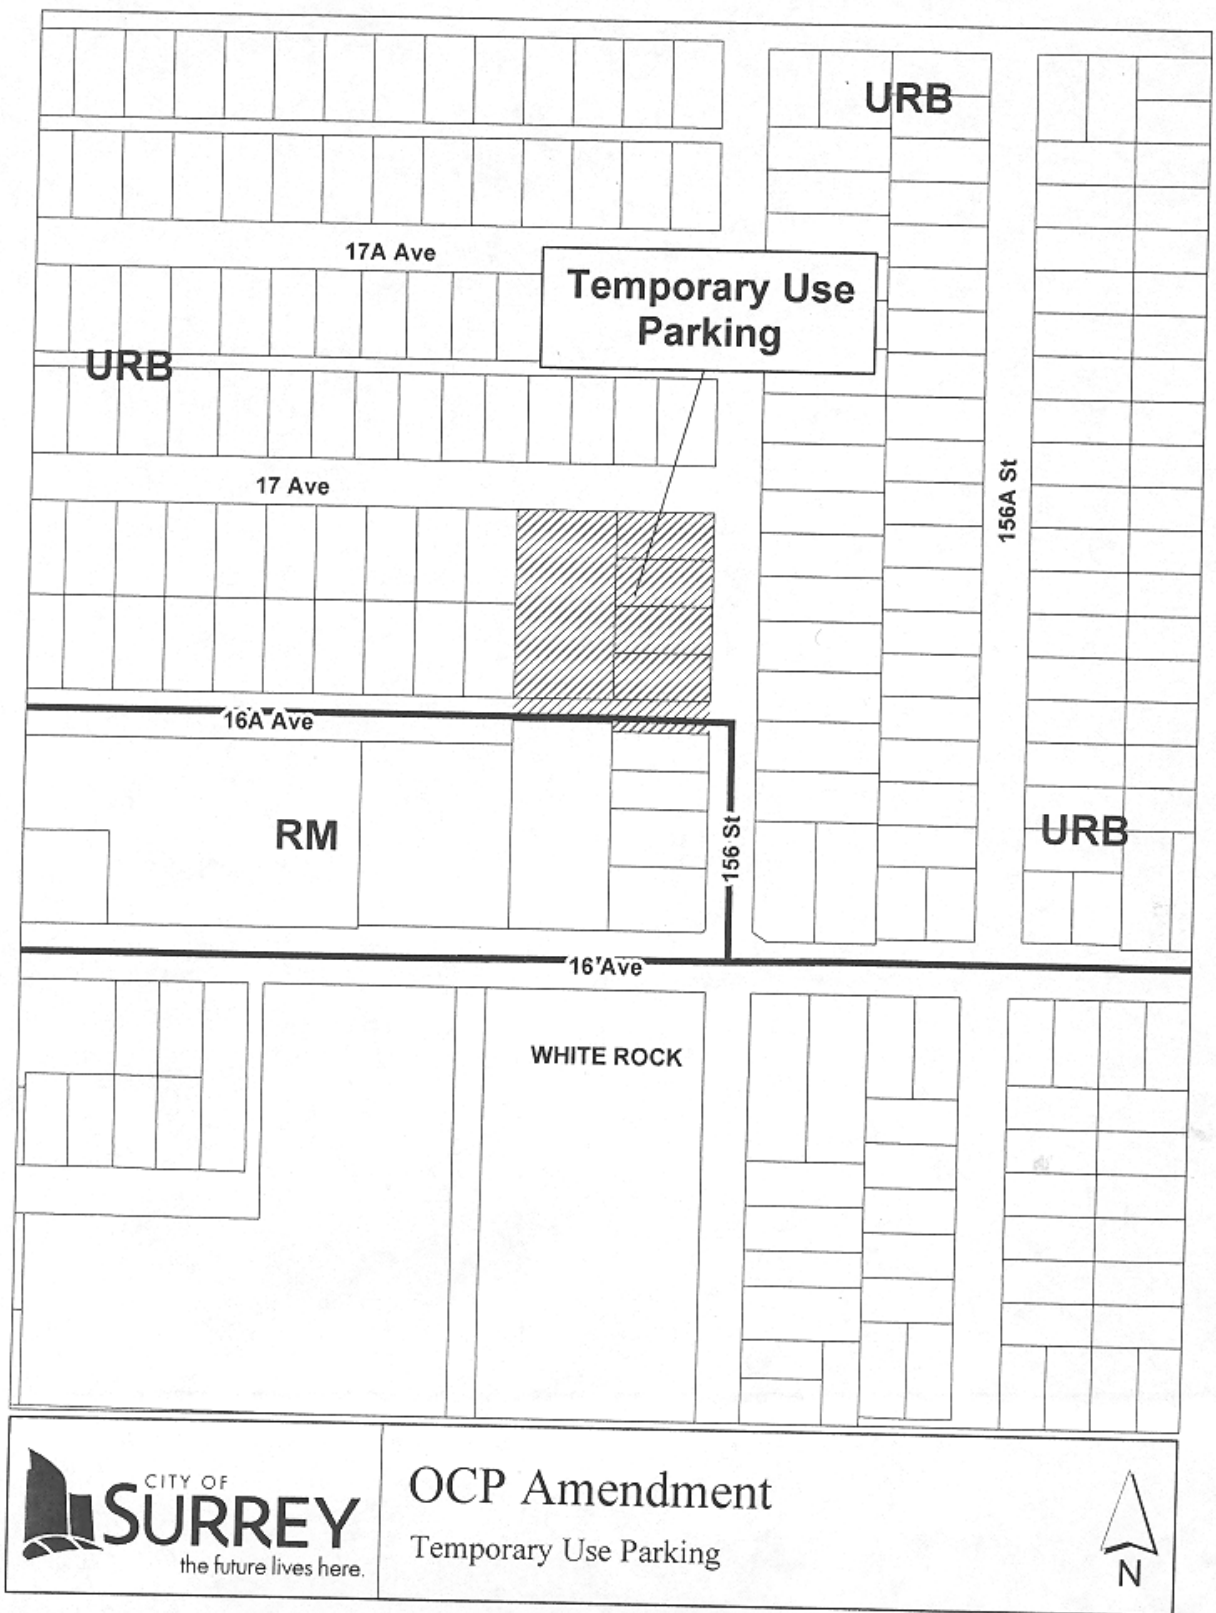 URB
17A Ave
Temporary Use
Parking
URB
17 Ave
156A St
16A Ave
RM
156 St
URB
16 Ave
WHITE ROCK
CITY OF
SURREY
the future lives here.
OCP Amendment
Temporary Use Parking
N